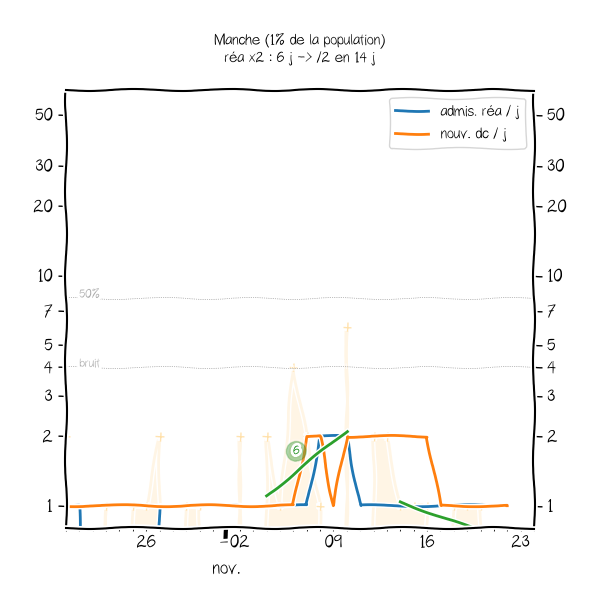 Manche (1% de la population)
réa x2 : 6 j -> /2 en 14 j
admis. réa / j
nouv. dc / j
50 50
30 30
20 20
10 10
50%
7 7
5 5
bruit
4 4
3 3
2 2
6
1 1
26 02 09 16 23
nov.